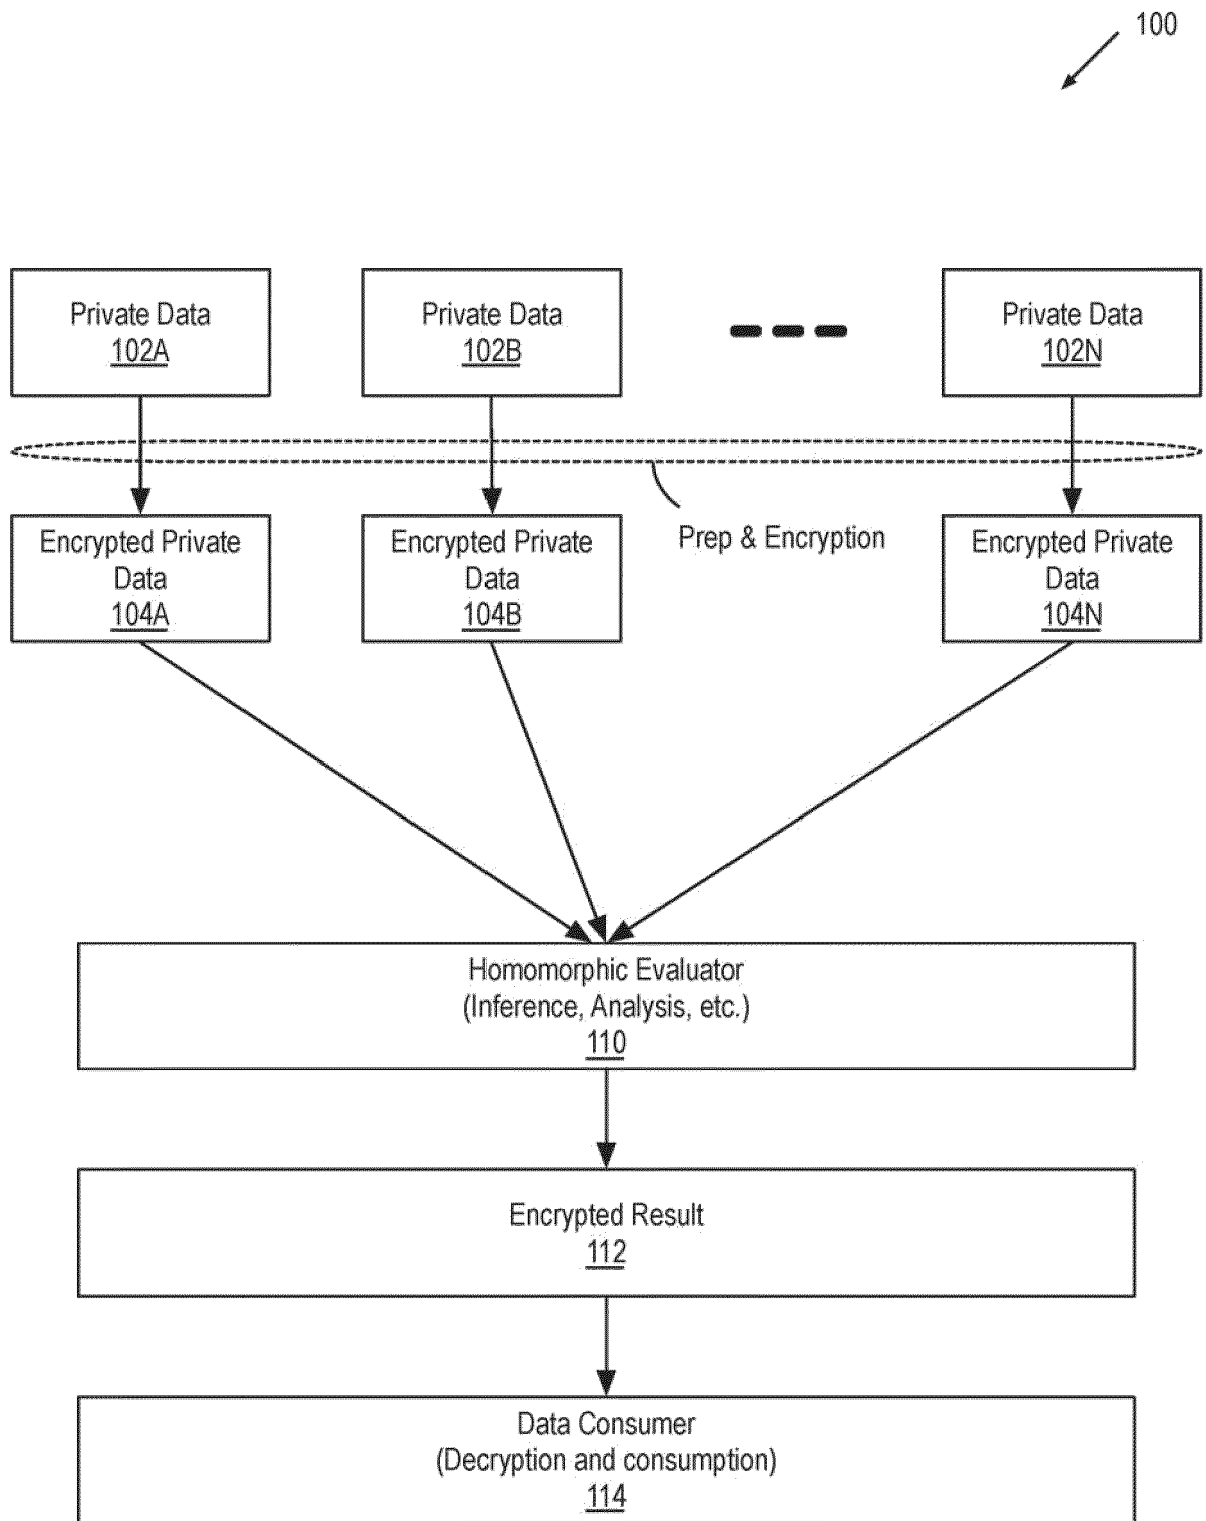 100
Private Data
102A
Private Data
102B
Private Data
102N
Prep & Encryption
Encrypted Private
Data
104A
Encrypted Private
Data
104B
Encrypted Private
Data
104N
Homomorphic Evaluator
(Inference, Analysis, etc.)
110
Encrypted Result
112
Data Consumer
(Decryption and consumption)
114